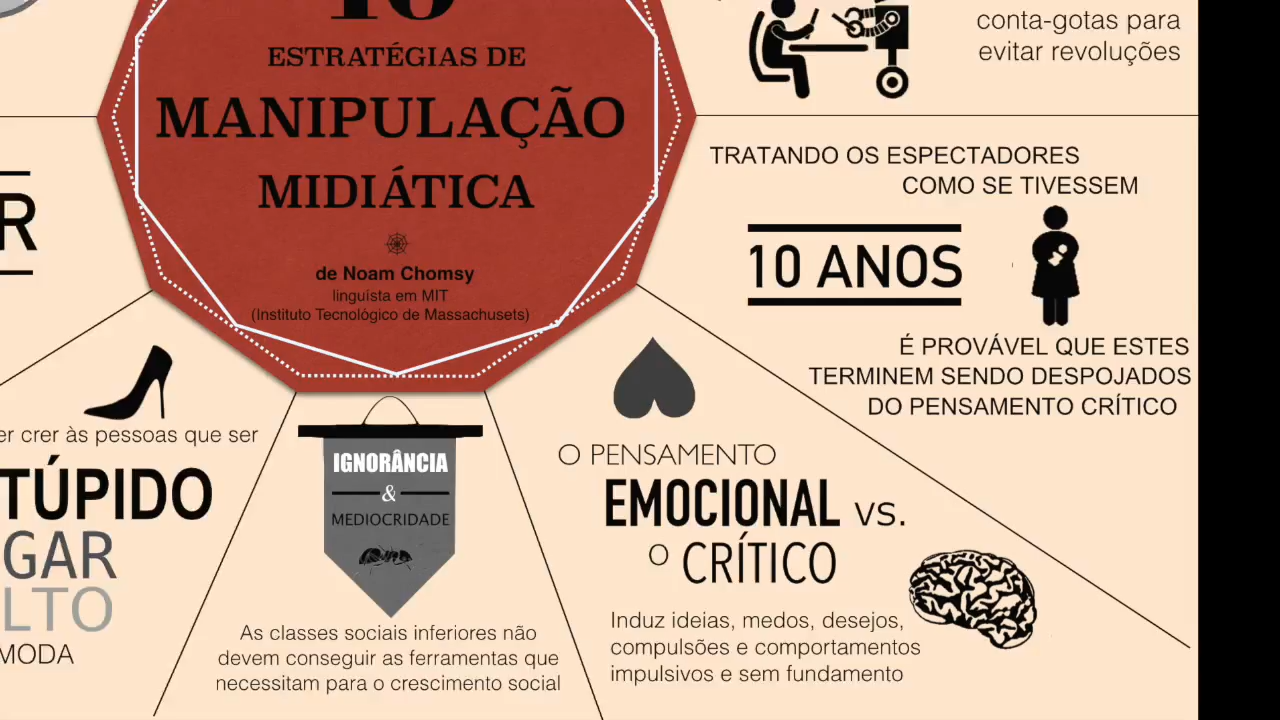 10
ESTRATÉGIAS DE
MANIPULAÇÃO
MIDIÁTICA
de Noam Chomsy
linguísta em MIT
(Instituto Tecnológico de Massachusets)
conta-gotas para
evitar revoluções
TRATANDO OS ESPECTADORES
COMO SE TIVESSEM
10 ANOS
É PROVÁVEL QUE ESTES
TERMINEM SENDO DESPOJADOS
DO PENSAMENTO CRÍTICO
R
er crer às pessoas que ser
TÚPIDO
GAR
LTO
MODA
IGNORÂNCIA
&
MEDIOCRIDADE
As classes sociais inferiores não
devem conseguir as ferramentas que
necessitam para o crescimento social
O PENSAMENTO
EMOCIONAL vs.
O CRÍTICO
Induz ideias, medos, desejos,
compulsões e comportamentos
impulsivos e sem fundamento